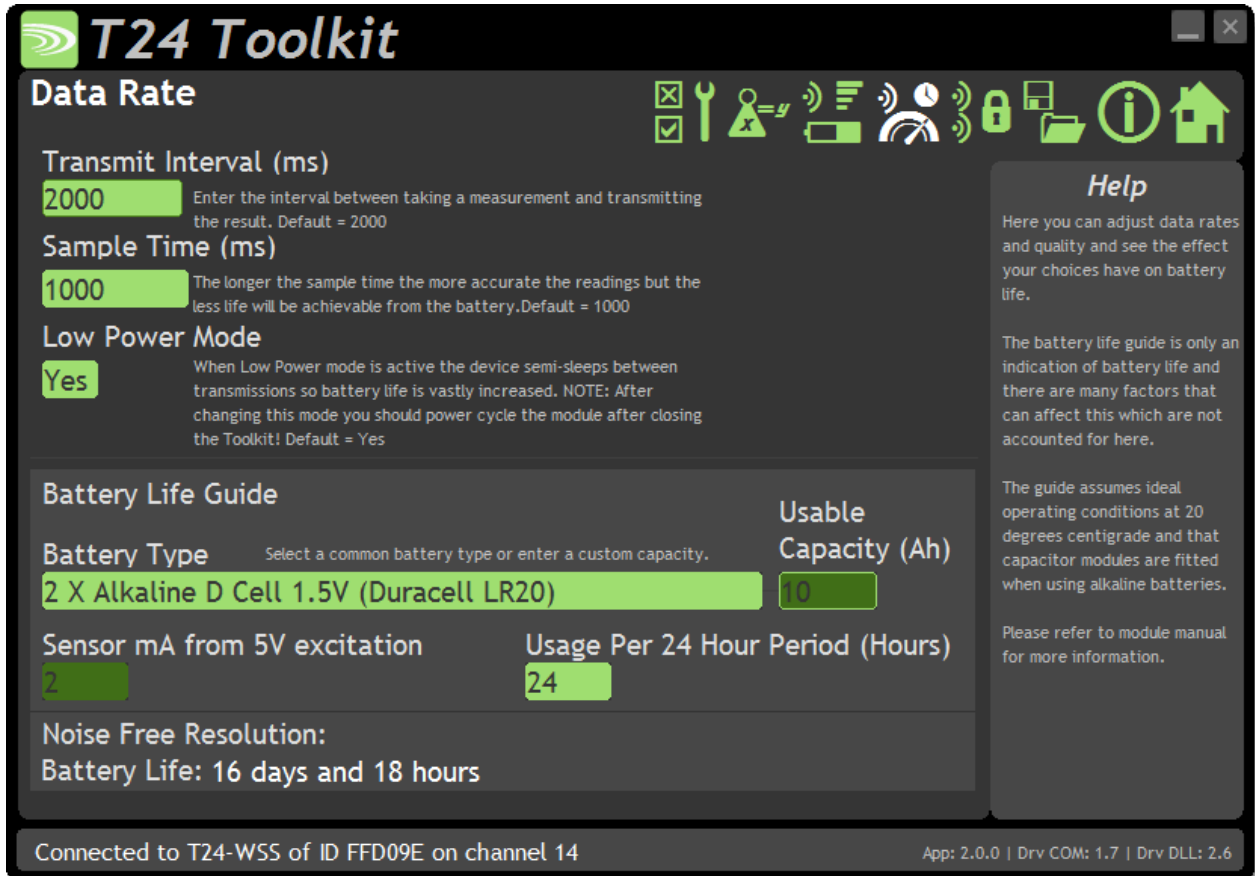 T24 Toolkit
Data Rate
Transmit Interval (ms)
2000
Enter the interval between taking a measurement and transmitting
the result. Default = 2000
Sample Time (ms)
1000
The longer the sample time the more accurate the readings but the
less life will be achievable from the battery.Default = 1000
Low Power Mode
Yes
When Low Power mode is active the device semi-sleeps between
transmissions so battery life is vastly increased. NOTE: After
changing this mode you should power cycle the module after closing
the Toolkit! Default = Yes
Battery Life Guide
Battery Type
Select a common battery type or enter a custom capacity.
Usable
Capacity (Ah)
2 X Alkaline D Cell 1.5V (Duracell LR20)
10
Sensor mA from 5V excitation
2
Usage Per 24 Hour Period (Hours)
24
Noise Free Resolution:
Battery Life: 16 days and 18 hours
x=y
Help
Here you can adjust data rates
and quality and see the effect
your choices have on battery
life.
The battery life guide is only an
indication of battery life and
there are many factors that
can affect this which are not
accounted for here.
The guide assumes ideal
operating conditions at 20
degrees centigrade and that
capacitor modules are fitted
when using alkaline batteries.
Please refer to module manual
for more information.
Connected to T24-WSS of ID FFD09E on channel 14
App: 2.0.0 | Drv COM: 1.7 | Drv DLL: 2.6